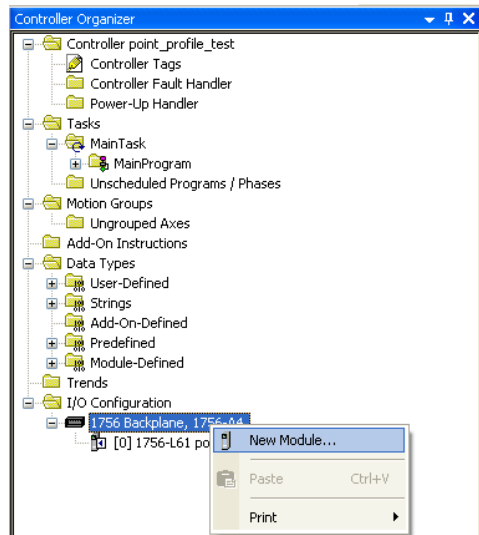 Controller Organizer
Controller point_profile_test
Controller Tags
Controller Fault Handler
Power-Up Handler
Tasks
MainTask
MainProgram
Unscheduled Programs / Phases
Motion Groups
Ungrouped Axes
Add-On Instructions
Data Types
User-Defined
Strings
Add-On-Defined
Predefined
Module-Defined
Trends
I/O Configuration
1756 Backplane, 1756-A4
[0] 1756-L61 po
New Module...
Paste Ctrl+V
Print